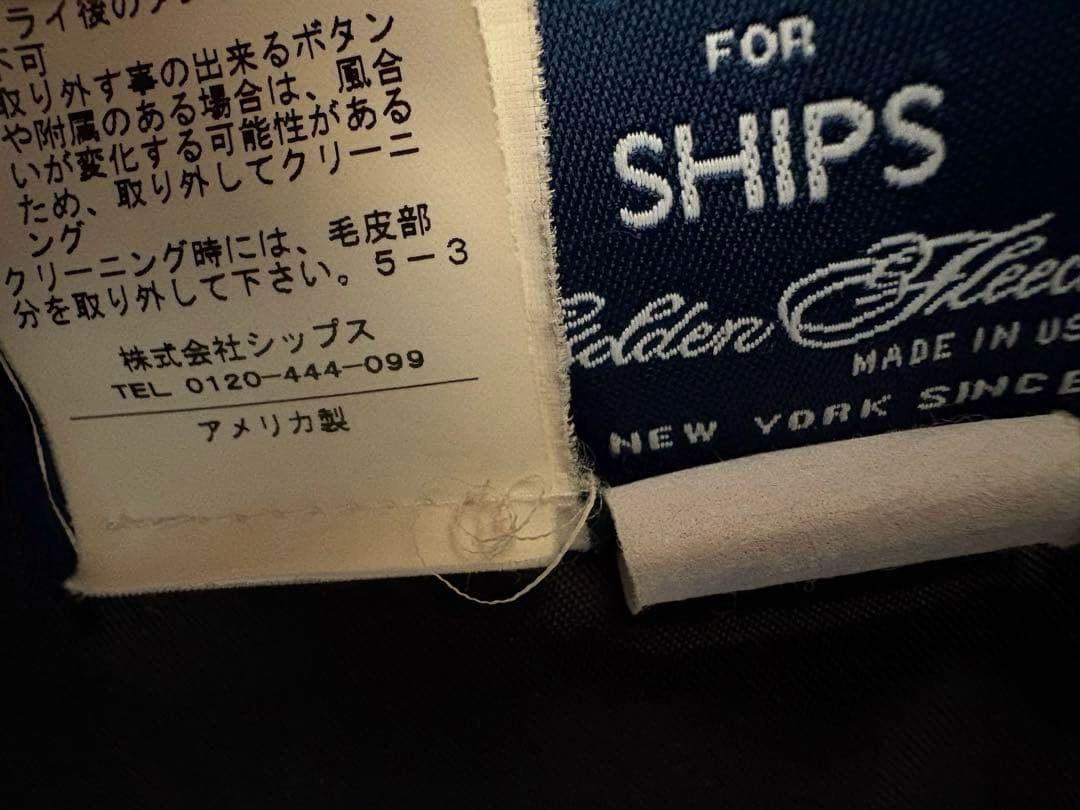 ライ後のア
不可
取り外す事の出来るボタン
や附属のある場合は、風合
いが変化する可能性がある
ため、取り外してクリーニ
ング
クリーニング時には、毛皮部
分を取り外して下さい。5-3
株式会社シップス
TEL 0120-444-099
アメリカ製
FOR
SHIPS
Golden Fleece
MADE IN US
NEW YORK SINCE